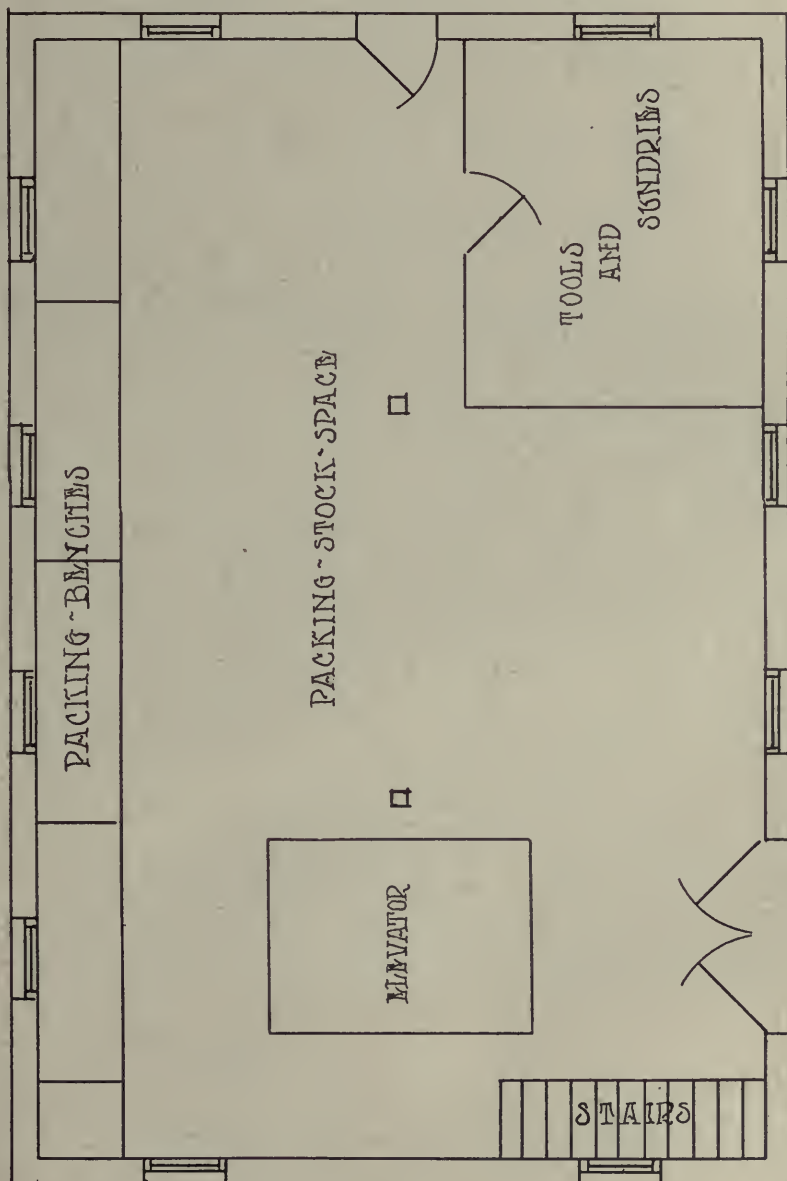 PACKING-BENCHES
PACKING-STOCK-SPACE
TOOLS
AND
SUNDRIES
ELEVATOR
STAIRS